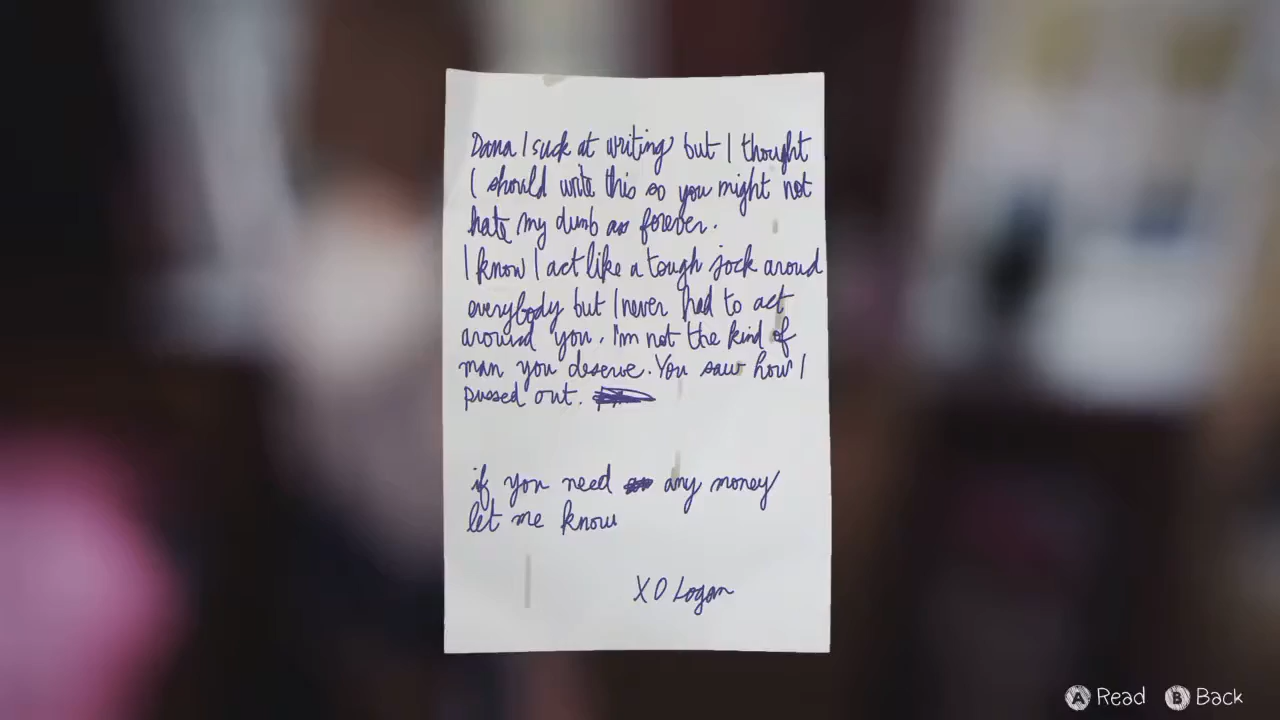 Dana I suck at writing but I thought
I should write this so you might not
hate my dumb ass forever.
I know I act like a tough jock aroud
everybody but I never had to act
around you. I'm not the kind of
man you deserve. You saw how I
pussed out.
if you need any money
let me know
XO Logan
A Read B Back